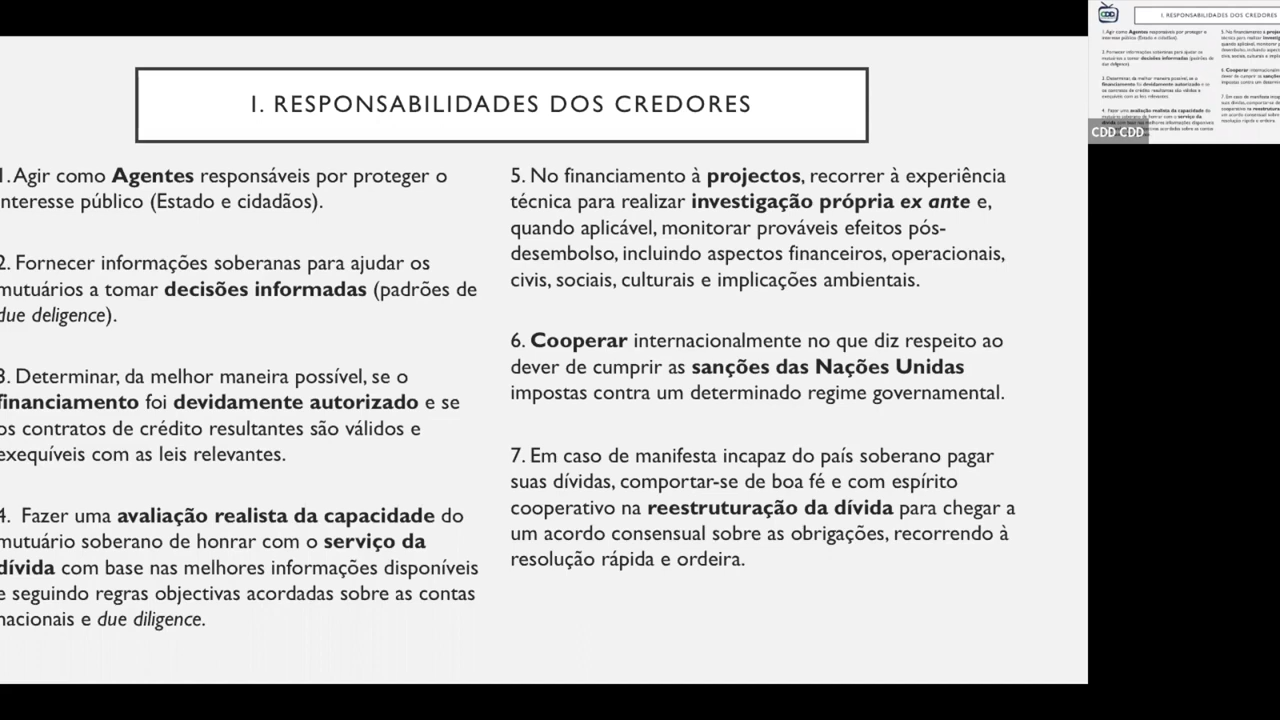 I. RESPONSABILIDADES DOS CREDORES
1. Agir como Agentes responsáveis por proteger o
interesse público (Estado e cidadãos).
2. Fornecer informações soberanas para ajudar os
mutuários a tomar decisões informadas (padrões de
due deligence).
3. Determinar, da melhor maneira possível, se o
financiamento foi devidamente autorizado e se
os contratos de crédito resultantes são válidos e
exequíveis com as leis relevantes.
4. Fazer uma avaliação realista da capacidade do
mutuário soberano de honrar com o serviço da
dívida com base nas melhores informações disponíveis
e seguindo regras objectivas acordadas sobre as contas
nacionais e due diligence.
5. No financiamento à projectos, recorrer à experiência
técnica para realizar investigação própria ex ante e,
quando aplicável, monitorar prováveis efeitos pós-
desembolso, incluindo aspectos financeiros, operacionais,
civis, sociais, culturais e implicações ambientais.
6. Cooperar internacionalmente no que diz respeito ao
dever de cumprir as sanções das Nações Unidas
impostas contra um determinado regime governamental.
7. Em caso de manifesta incapaz do país soberano pagar
suas dívidas, comportar-se de boa fé e com espírito
cooperativo na reestruturação da dívida para chegar a
um acordo consensual sobre as obrigações, recorrendo à
resolução rápida e ordeira.
CDD
I. RESPONSABILIDADES DOS CREDORES
CDD CDD